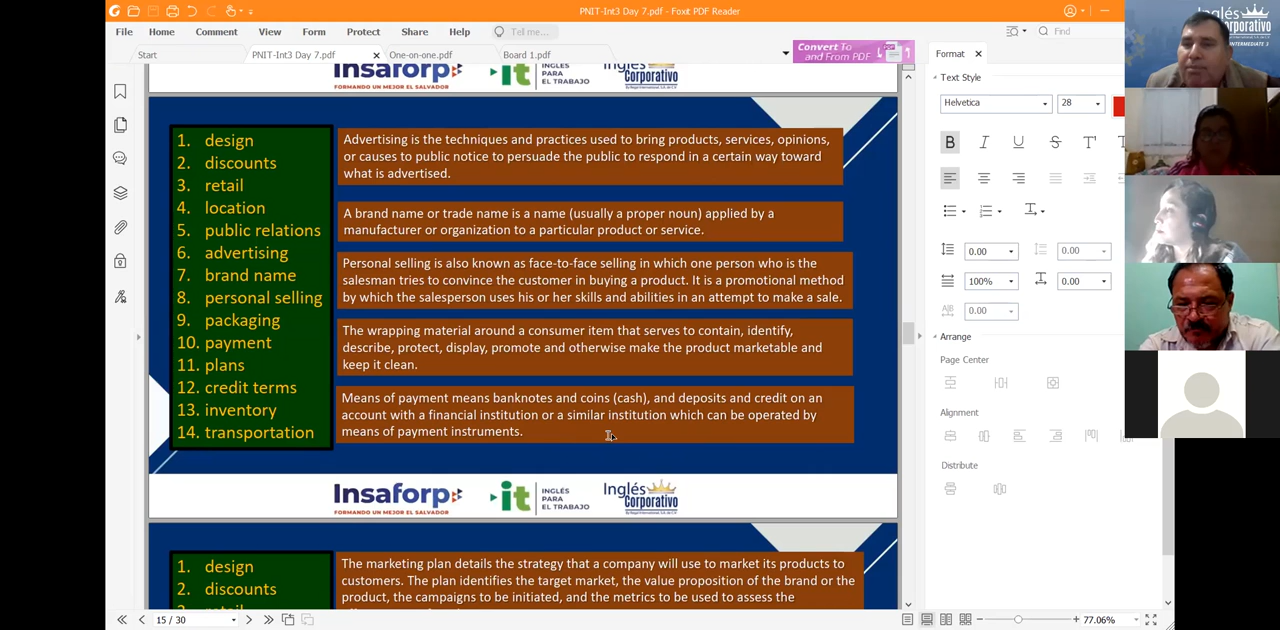 PNIT-Int3 Day 7.pdf - Foxit PDF Reader
File Home Comment View Form Protect Share Help Tell me... Find
Start PNIT-Int3 Day 7.pdf One-on-one.pdf Board 1.pdf
Convert To
and From PDF
Insaforp
FORMANDO UN MEJOR EL SALVADOR
it
INGLÉS
PARA
EL TRABAJO
Inglés
Corporativo
1. design
2. discounts
3. retail
4. location
5. public relations
6. advertising
7. brand name
8. personal selling
9. packaging
10. payment
11. plans
12. credit terms
13. inventory
14. transportation
Advertising is the techniques and practices used to bring products, services, opinions,
or causes to public notice to persuade the public to respond in a certain way toward
what is advertised.
A brand name or trade name is a name (usually a proper noun) applied by a
manufacturer or organization to a particular product or service.
Personal selling is also known as face-to-face selling in which one person who is the
salesman tries to convince the customer in buying a product. It is a promotional method
by which the salesperson uses his or her skills and abilities in an attempt to make a sale.
The wrapping material around a consumer item that serves to contain, identify,
describe, protect, display, promote and otherwise make the product marketable and
keep it clean.
Means of payment means banknotes and coins (cash), and deposits and credit on an
account with a financial institution or a similar institution which can be operated by
means of payment instruments.
Insaforp
FORMANDO UN MEJOR EL SALVADOR
it
INGLÉS
PARA
EL TRABAJO
Inglés
Corporativo
1. design
2. discounts
The marketing plan details the strategy that a company will use to market its products to
customers. The plan identifies the target market, the value proposition of the brand or the
product, the campaigns to be initiated, and the metrics to be used to assess the
15 / 30
77.06%
Format
Text Style
Helvetica 28
B I U S T
0.00 0.00
100% 0.00
0.00
Arrange
Page Center
Alignment
Distribute
Inglés
Corporativo
INTERMEDIATE 3